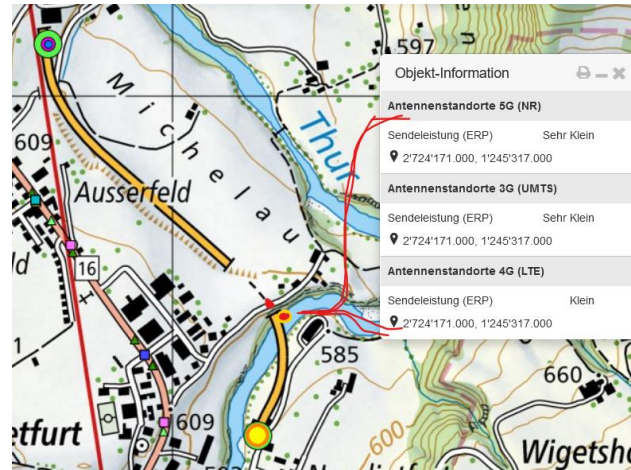 597
Objekt-Information
Antennenstandorte 5G (NR)
Sendeleistung (ERP) Sehr Klein
2'724'171.000, 1'245'317.000
Antennenstandorte 3G (UMTS)
Sendeleistung (ERP) Sehr Klein
2'724'171.000, 1'245'317.000
Antennenstandorte 4G (LTE)
Sendeleistung (ERP) Klein
2'724'171.000, 1'245'317.000
Michelau
Thur
609
Ausserfeld
16
585
660
609
600
etfurt
Wigetsh